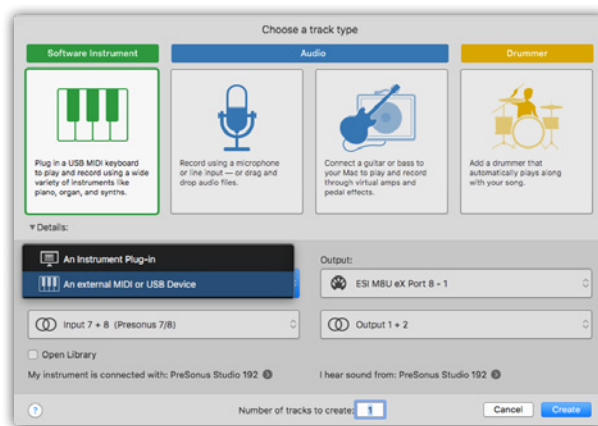 Choose a track type
Software Instrument
Audio
Drummer
Plug in a USB MIDI keyboard
to play and record using a wide
variety of instruments like
piano, organ, and synths.
Record using a microphone
or line input — or drag and
drop audio files.
Connect a guitar or bass to
your Mac to play and record
through virtual amps and
pedal effects.
Add a drummer that
automatically plays along
with your song.
Details:
An Instrument Plug-in
An external MIDI or USB Device
Output:
ESI M8U eX Port 8 - 1
Input 7 + 8 (Presonus 7/8)
Output 1 + 2
Open Library
My instrument is connected with: PreSonus Studio 192
I hear sound from: PreSonus Studio 192
?
Number of tracks to create: 1
Cancel
Create